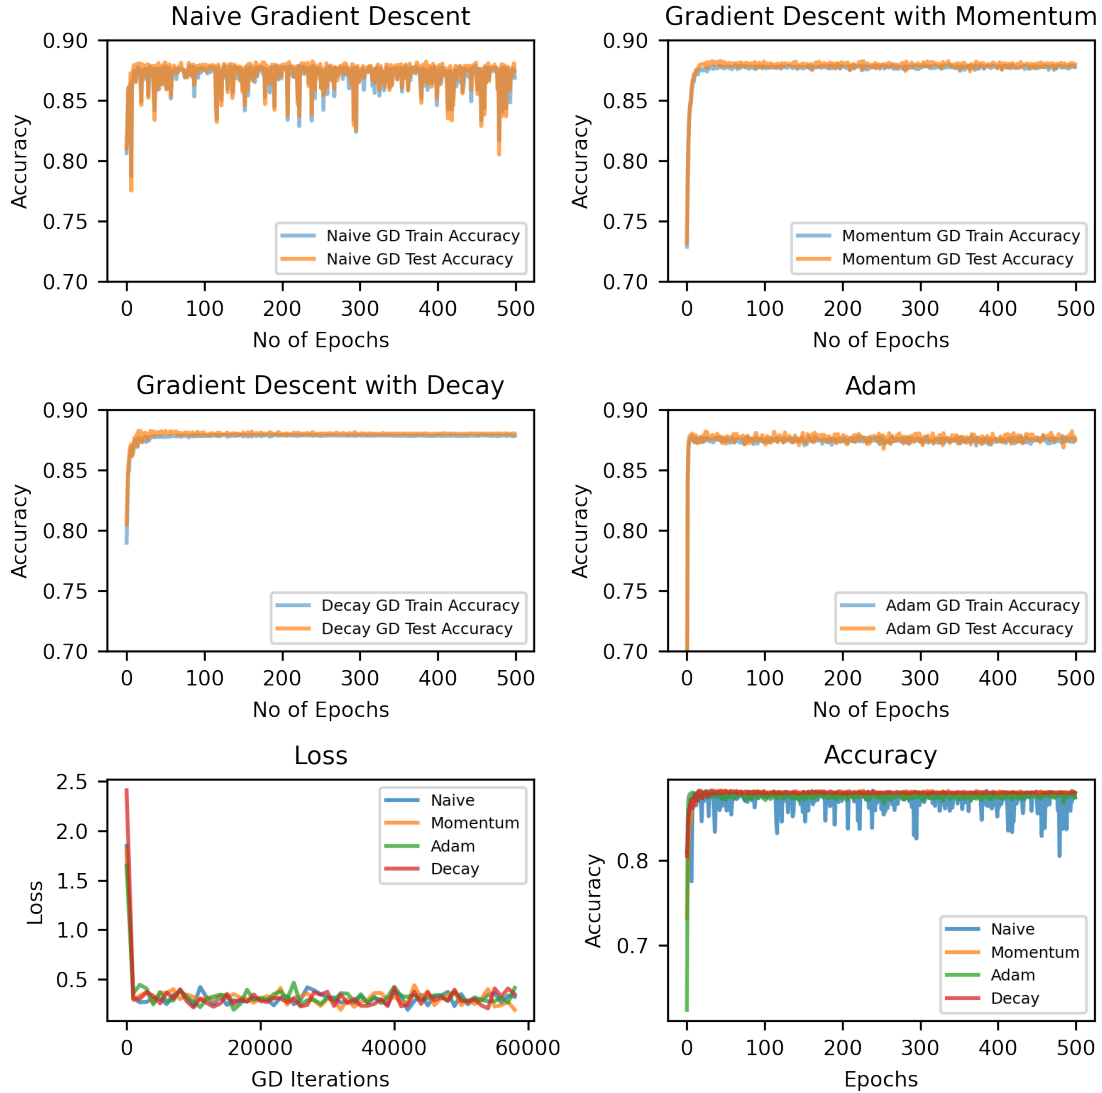 Naive Gradient Descent
0.90
0.85
0.80
0.75
0.70
Accuracy
Naive GD Train Accuracy
Naive GD Test Accuracy
0 100 200 300 400 500
No of Epochs
Gradient Descent with Momentum
0.90
0.85
0.80
0.75
0.70
Accuracy
Momentum GD Train Accuracy
Momentum GD Test Accuracy
0 100 200 300 400 500
No of Epochs
Gradient Descent with Decay
0.90
0.85
0.80
0.75
0.70
Accuracy
Decay GD Train Accuracy
Decay GD Test Accuracy
0 100 200 300 400 500
No of Epochs
Adam
0.90
0.85
0.80
0.75
0.70
Accuracy
Adam GD Train Accuracy
Adam GD Test Accuracy
0 100 200 300 400 500
No of Epochs
Loss
2.5
2.0
1.5
1.0
0.5
Loss
Naive
Momentum
Adam
Decay
0 20000 40000 60000
GD Iterations
Accuracy
0.8
0.7
Accuracy
Naive
Momentum
Adam
Decay
0 100 200 300 400 500
Epochs